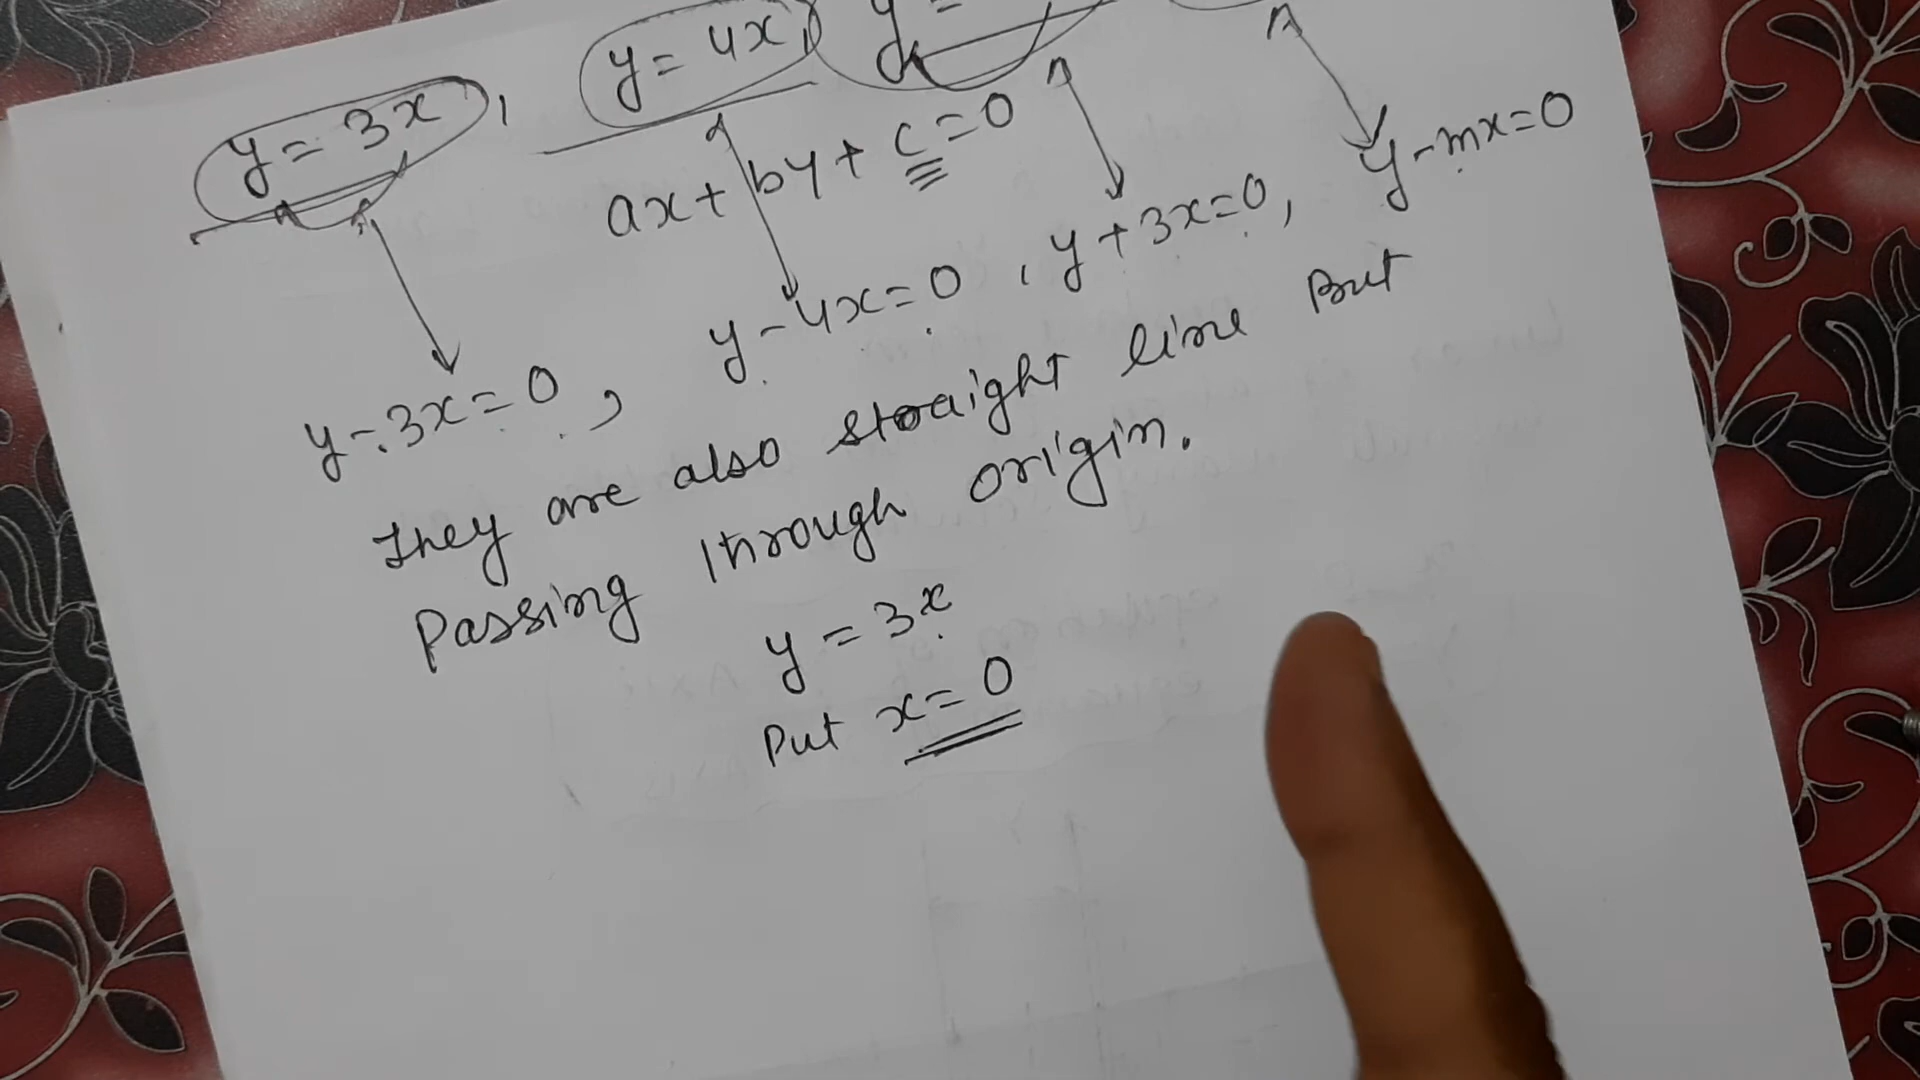 y = 3x, y = 4x, y =
ax + by + c = 0
y - 3x = 0, y - 4x = 0, y + 3x = 0, y - mx = 0
They are also straight line But
Passing through origin.
y = 3x
Put x = 0